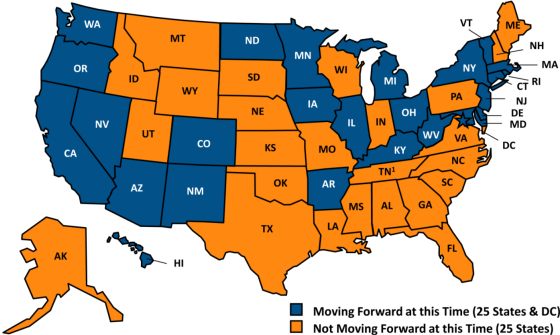 VT
ME
WA
NH
MT
ND
MN
OR
WI
NY
MA
ID
SD
MI
RI
WY
CT
PA
IA
NJ
NE
OH
DE
NV
IL
IN
MD
UT
WV
VA
CO
DC
CA
KS
MO
KY
NC
TN¹
OK
AZ
NM
AR
SC
MS
AL
GA
TX
LA
AK
FL
HI
Moving Forward at this Time (25 States & DC)
Not Moving Forward at this Time (25 States)